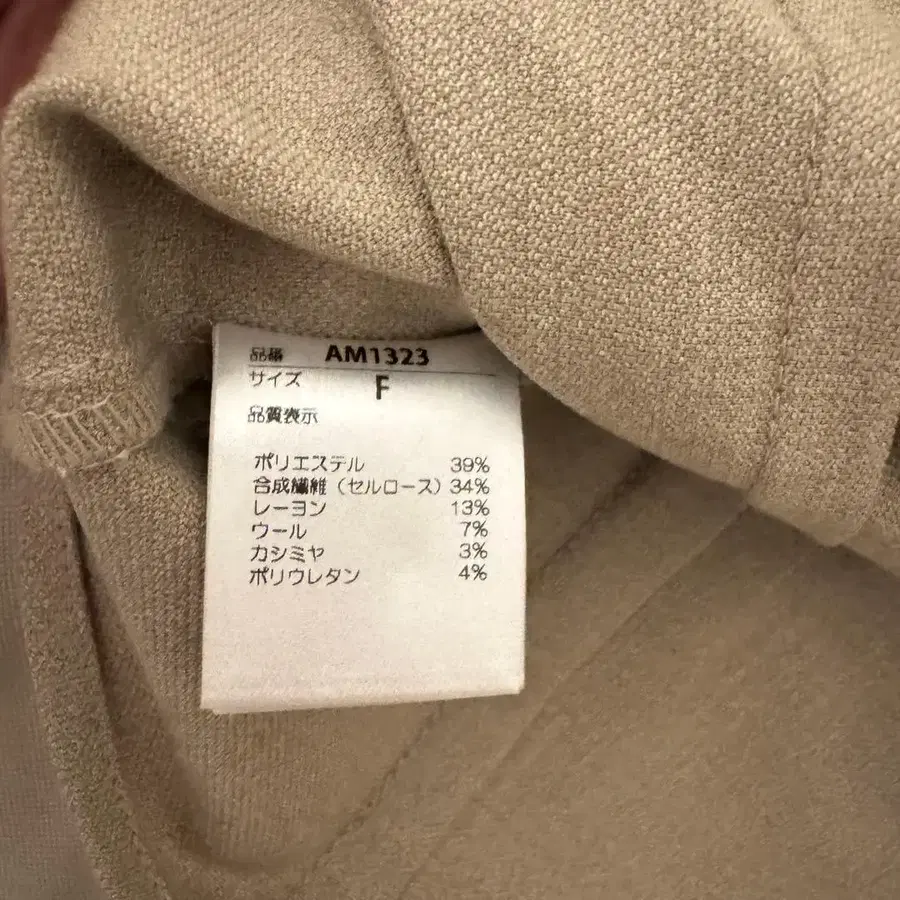 品番 AM1323
サイズ F
品質表示
ポリエステル 39%
合成繊維（セルロース）34%
レーヨン 13%
ウール 7%
カシミヤ 3%
ポリウレタン 4%